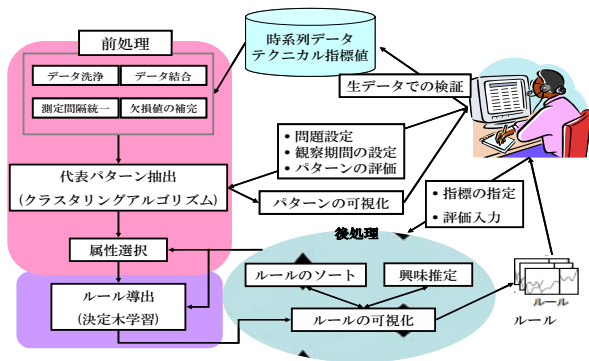 前処理
データ洗浄
データ結合
測定間隔統一
欠損値の補完
時系列データ
テクニカル指標値
生データでの検証
• 問題設定
• 観察期間の設定
• パターンの評価
代表パターン抽出
(クラスタリングアルゴリズム)
パターンの可視化
• 指標の指定
• 評価入力
属性選択
後処理
ルールのソート
興味推定
ルール導出
(決定木学習)
ルールの可視化
ルール
ルール